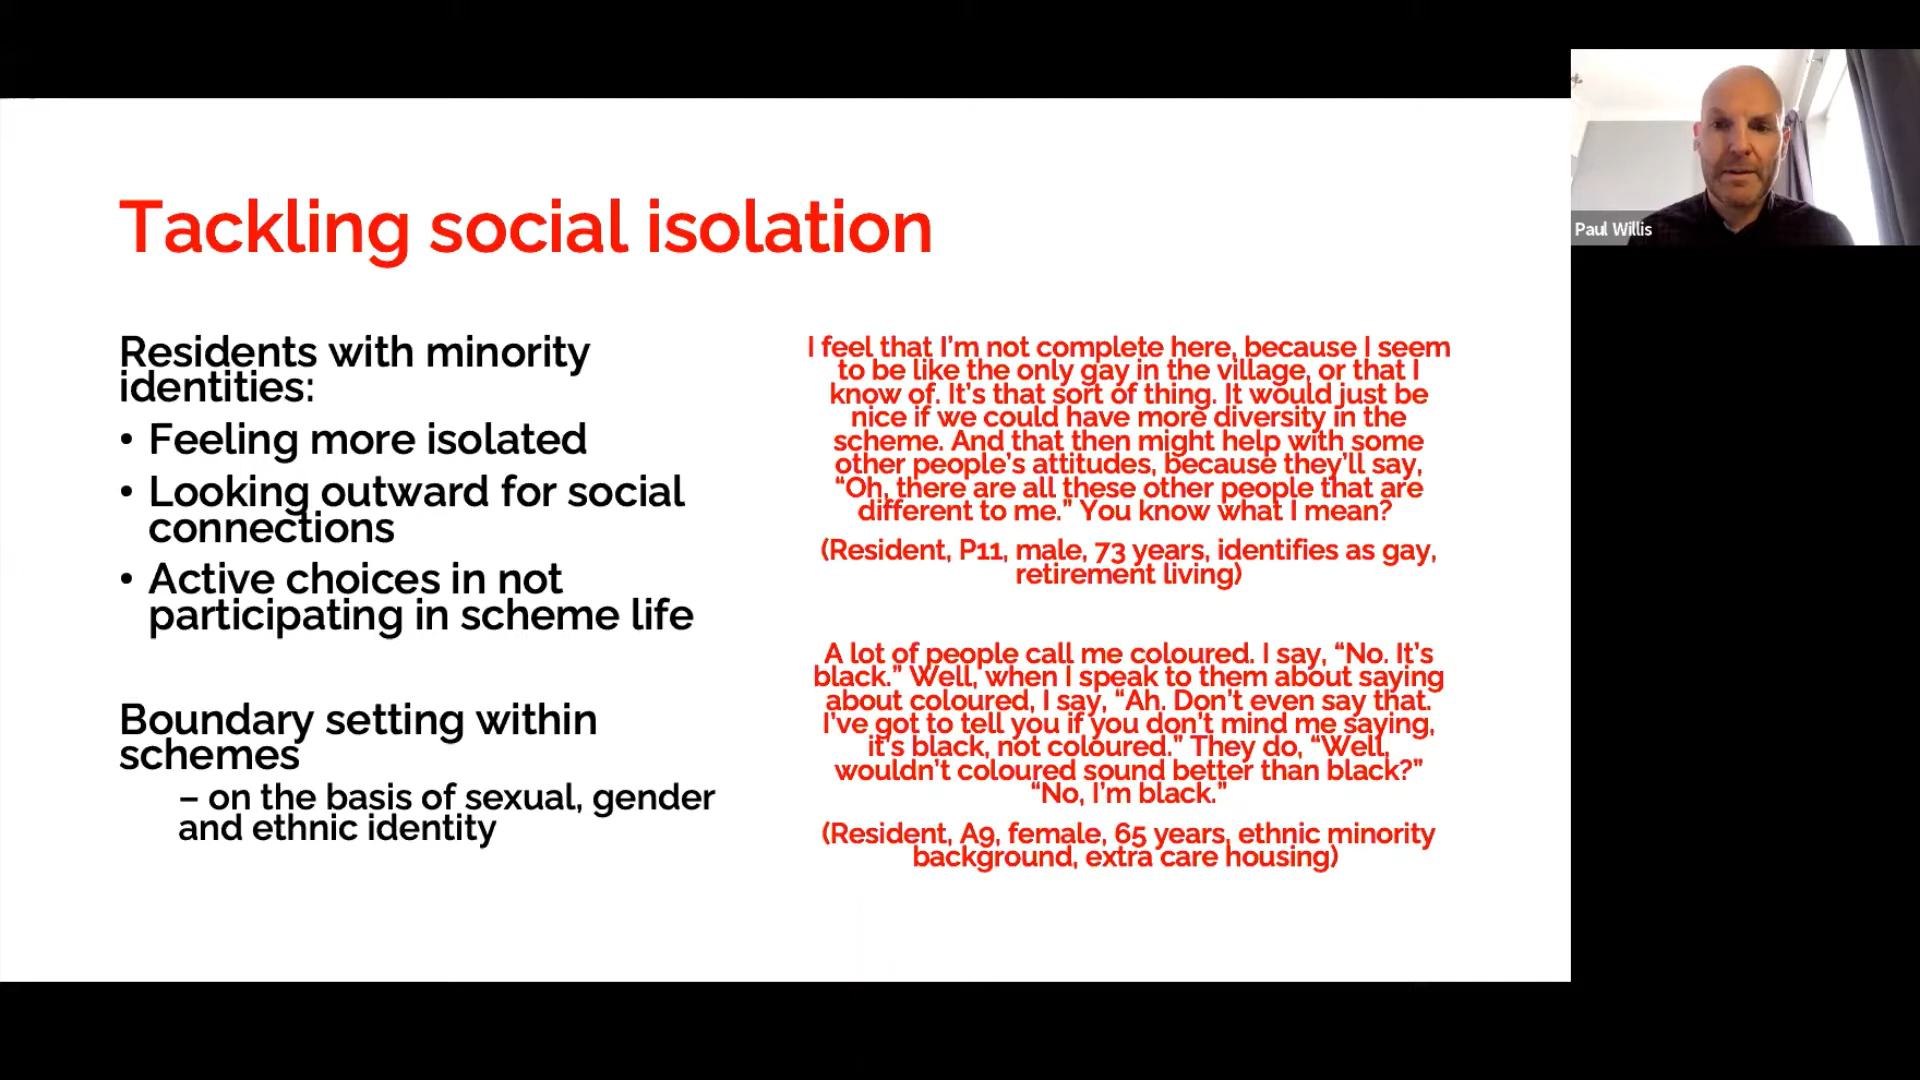 Tackling social isolation
Residents with minority
identities:
• Feeling more isolated
• Looking outward for social
connections
• Active choices in not
participating in scheme life
Boundary setting within
schemes
– on the basis of sexual, gender
and ethnic identity
I feel that I’m not complete here, because I seem
to be like the only gay in the village, or that I
know of. It’s that sort of thing. It would just be
nice if we could have more diversity in the
scheme. And that then might help with some
other people’s attitudes, because they’ll say,
“Oh, there are all these other people that are
different to me.” You know what I mean?
(Resident, P11, male, 73 years, identifies as gay,
retirement living)
A lot of people call me coloured. I say, “No. It’s
black.” Well, when I speak to them about saying
about coloured, I say, “Ah. Don’t even say that.
I’ve got to tell you if you don’t mind me saying,
it’s black, not coloured.” They do, “Well,
wouldn’t coloured sound better than black?”
“No, I’m black.”
(Resident, A9, female, 65 years, ethnic minority
background, extra care housing)
Paul Willis